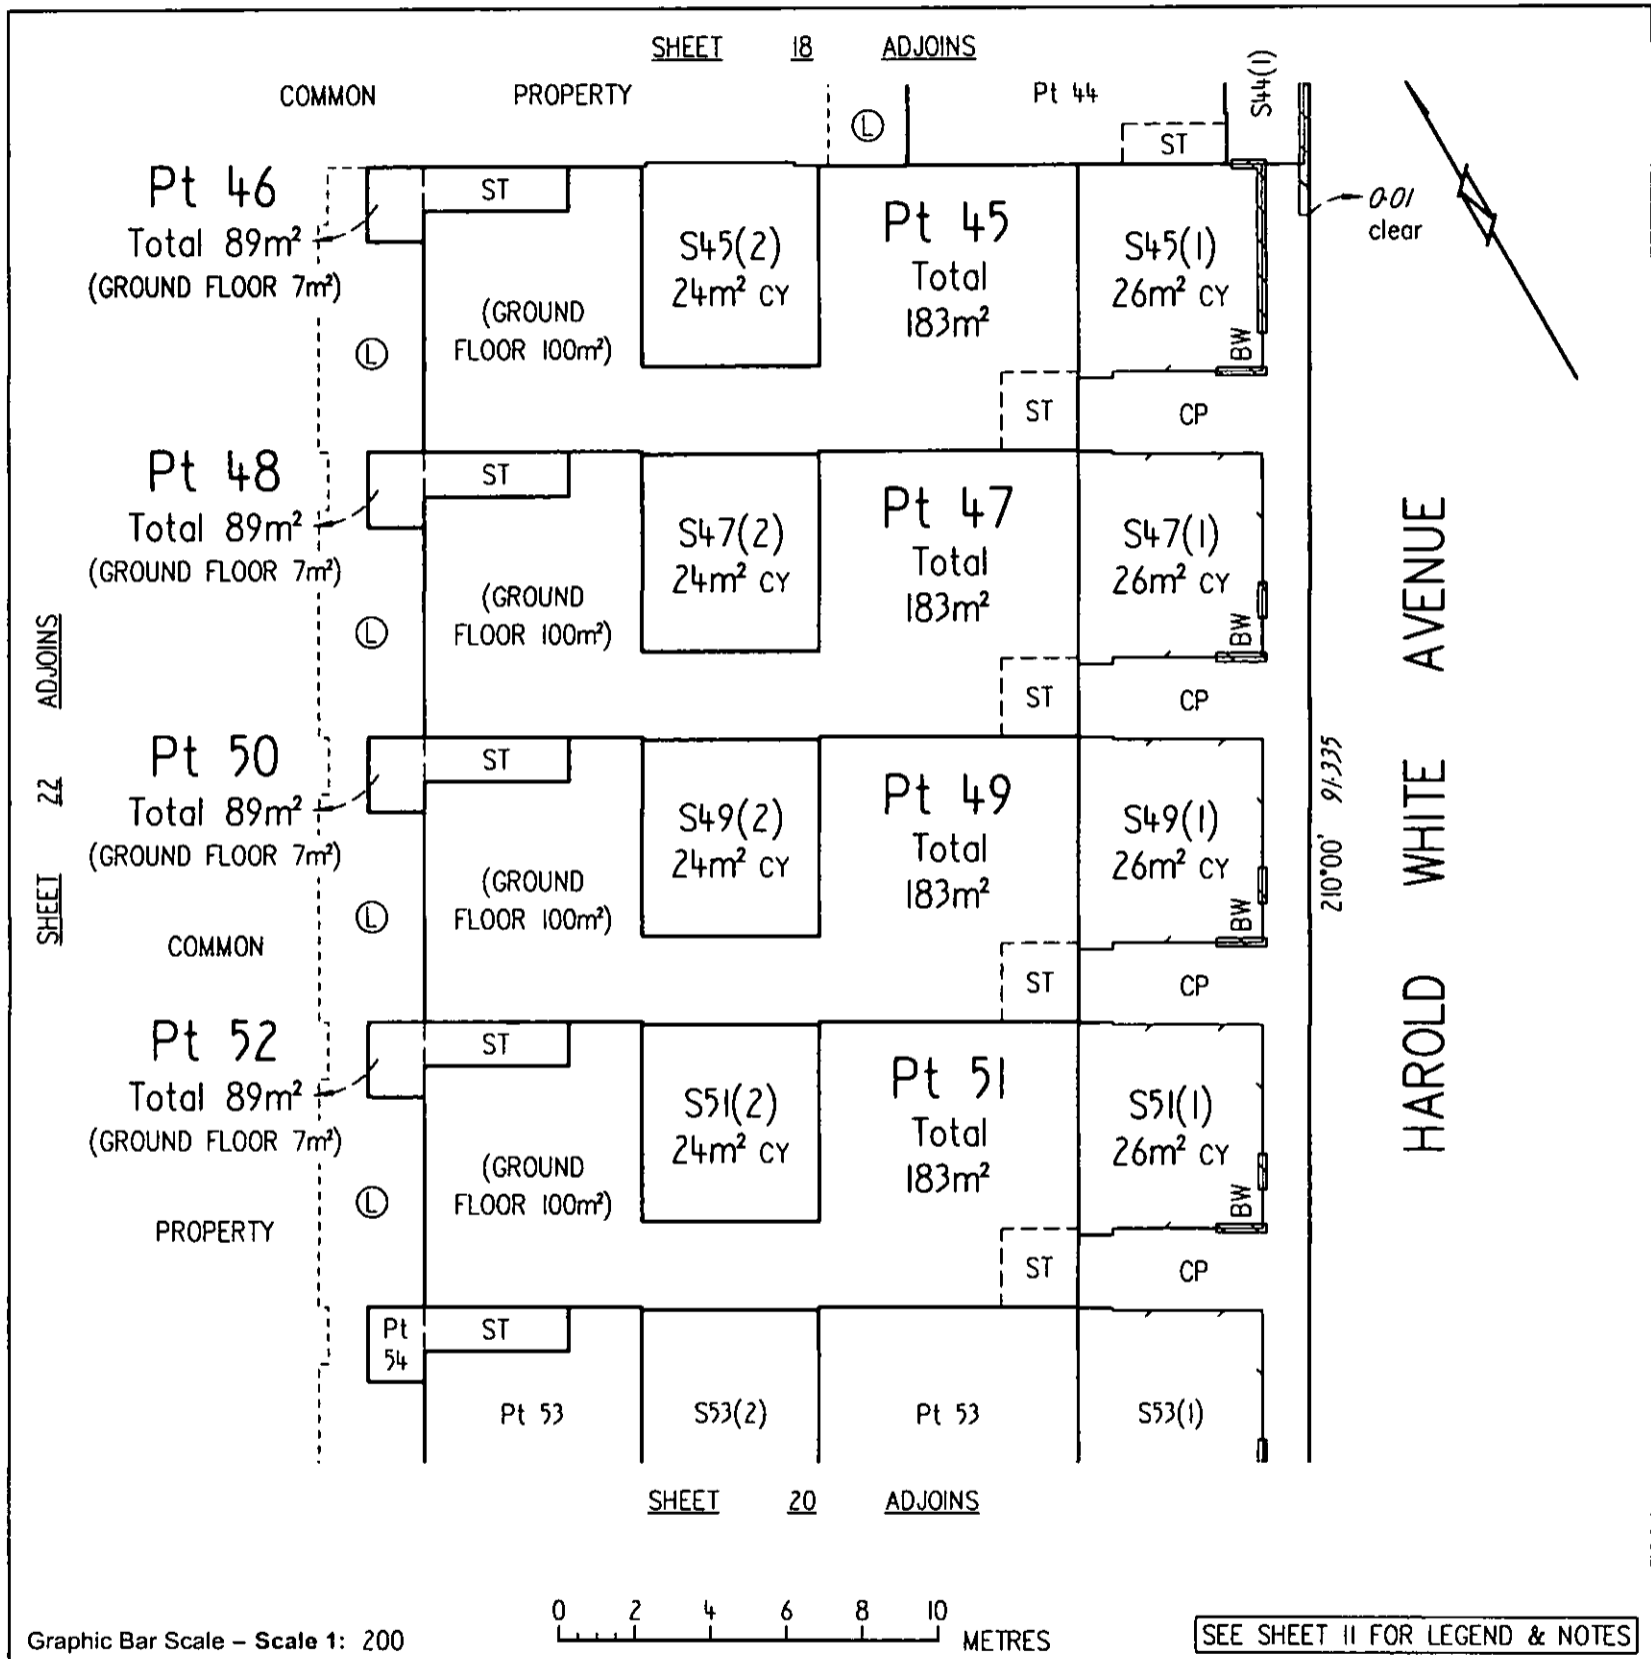 SHEET 18 ADJOINS
COMMON PROPERTY
Pt 44
S44(1)
L
ST
Pt 46
Total 89m²
(GROUND FLOOR 7m²)
ST
(GROUND
FLOOR 100m²)
L
S45(2)
24m² CY
Pt 45
Total
183m²
S45(1)
26m² CY
BW
0·01
clear
ST
CP
Pt 48
Total 89m²
(GROUND FLOOR 7m²)
ST
(GROUND
FLOOR 100m²)
L
S47(2)
24m² CY
Pt 47
Total
183m²
S47(1)
26m² CY
BW
ST
CP
SHEET 22 ADJOINS
Pt 50
Total 89m²
(GROUND FLOOR 7m²)
ST
(GROUND
FLOOR 100m²)
L
S49(2)
24m² CY
Pt 49
Total
183m²
S49(1)
26m² CY
BW
ST
CP
210°00' 91·335
HAROLD WHITE AVENUE
COMMON
Pt 52
Total 89m²
(GROUND FLOOR 7m²)
ST
(GROUND
FLOOR 100m²)
L
S51(2)
24m² CY
Pt 51
Total
183m²
S51(1)
26m² CY
BW
ST
CP
PROPERTY
Pt
54
ST
Pt 53
S53(2)
Pt 53
S53(1)
SHEET 20 ADJOINS
0 2 4 6 8 10
METRES
Graphic Bar Scale – Scale 1: 200
SEE SHEET 11 FOR LEGEND & NOTES